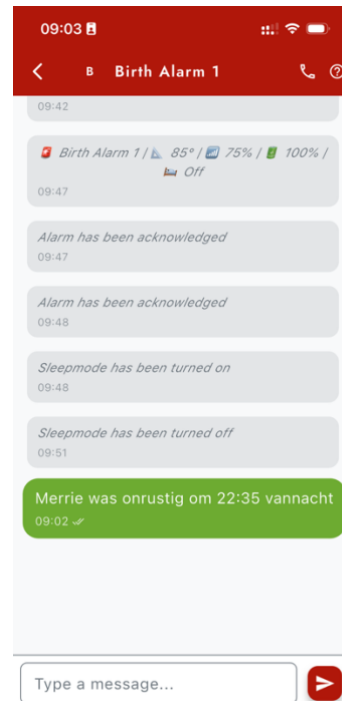 09:03
B Birth Alarm 1
09:42
Birth Alarm 1 / 85° / 75% / 100% /
Off
09:47
Alarm has been acknowledged
09:47
Alarm has been acknowledged
09:48
Sleepmode has been turned on
09:48
Sleepmode has been turned off
09:51
Merrie was onrustig om 22:35 vannacht
09:02
Type a message...